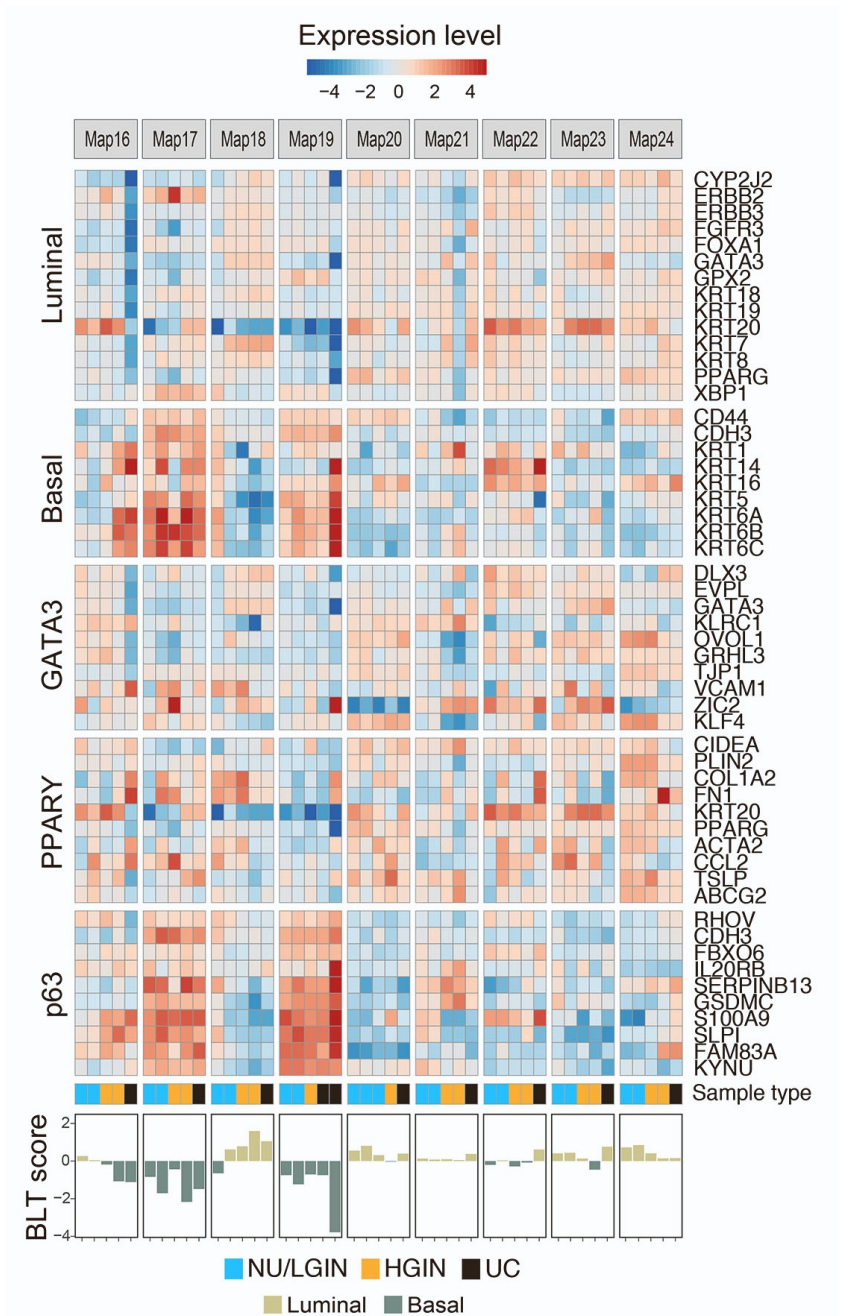 Expression level
−4 −2 0 2 4
Map16 Map17 Map18 Map19 Map20 Map21 Map22 Map23 Map24
Luminal
CYP2J2
ERBB2
ERBB3
FGFR3
FOXA1
GATA3
GPX2
KRT18
KRT19
KRT20
KRT7
KRT8
PPARG
XBP1
Basal
CD44
CDH3
KRT1
KRT14
KRT16
KRT5
KRT6A
KRT6B
KRT6C
GATA3
DLX3
EVPL
GATA3
KLRC1
OVOL1
GRHL3
TJP1
VCAM1
ZIC2
KLF4
PPARY
CIDEA
PLIN2
COL1A2
FN1
KRT20
PPARG
ACTA2
CCL2
TSLP
ABCG2
p63
RHOV
CDH3
FBXO6
IL20RB
SERPINB13
GSDMC
S100A9
SLPI
FAM83A
KYNU
Sample type
BLT score
2
0
−2
−4
NU/LGIN HGIN UC
Luminal Basal